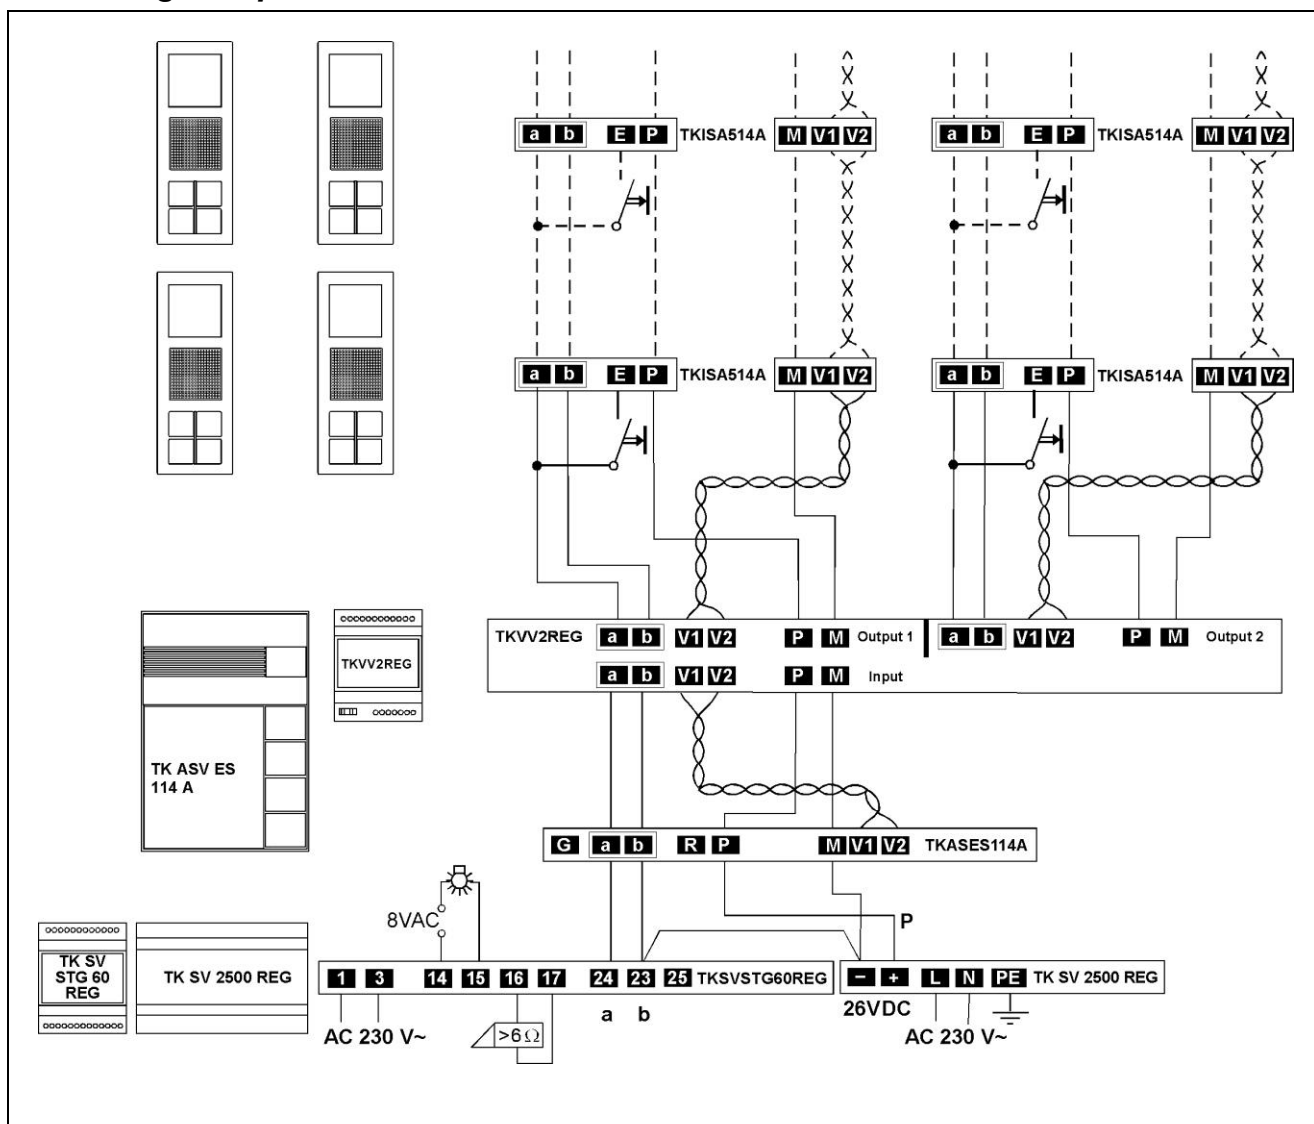 a b E P TKISA514A M V1 V2 a b E P TKISA514A M V1 V2
a b E P TKISA514A M V1 V2 a b E P TKISA514A M V1 V2
TKVV2REG a b V1 V2 P M Output 1 a b V1 V2 P M Output 2
a b V1 V2 P M Input
TKVV2REG
TK ASV ES
114 A
G a b R P M V1 V2 TKASES114A
8VAC
P
TK SV
STG 60
REG
TK SV 2500 REG
1 3 14 15 16 17 24 23 25 TKSVSTG60REG
− + L N PE TK SV 2500 REG
a b
26VDC
AC 230 V~
>6 Ω
AC 230 V~